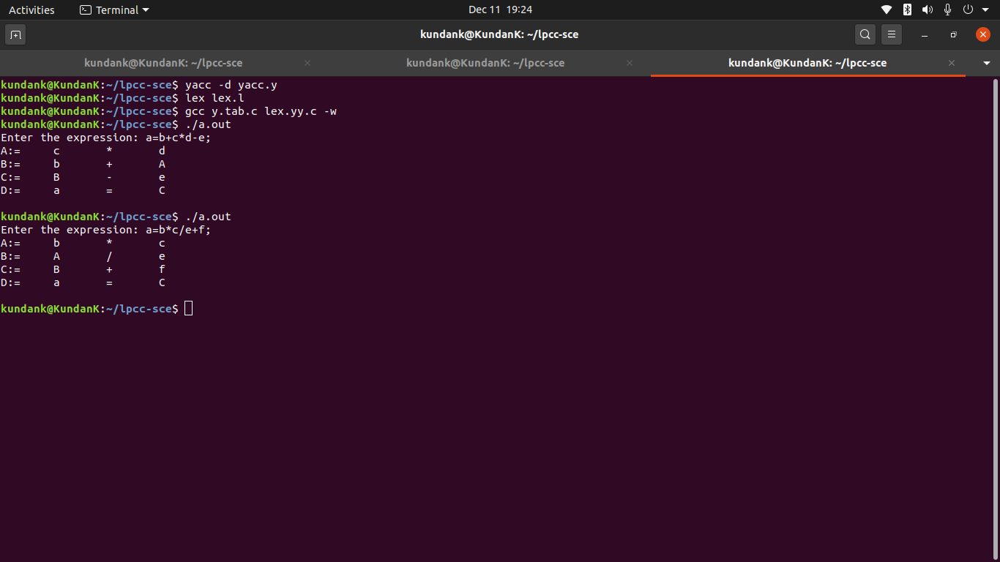 Activities Terminal Dec 11 19:24
kundank@KundanK: ~/lpcc-sce
kundank@KundanK: ~/lpcc-sce kundank@KundanK: ~/lpcc-sce kundank@KundanK: ~/lpcc-sce
kundank@KundanK:~/lpcc-sce$ yacc -d yacc.y
kundank@KundanK:~/lpcc-sce$ lex lex.l
kundank@KundanK:~/lpcc-sce$ gcc y.tab.c lex.yy.c -w
kundank@KundanK:~/lpcc-sce$ ./a.out
Enter the expression: a=b+c*d-e;
A:= c * d
B:= b + A
C:= B - e
D:= a = C
kundank@KundanK:~/lpcc-sce$ ./a.out
Enter the expression: a=b*c/e+f;
A:= b * c
B:= A / e
C:= B + f
D:= a = C
kundank@KundanK:~/lpcc-sce$